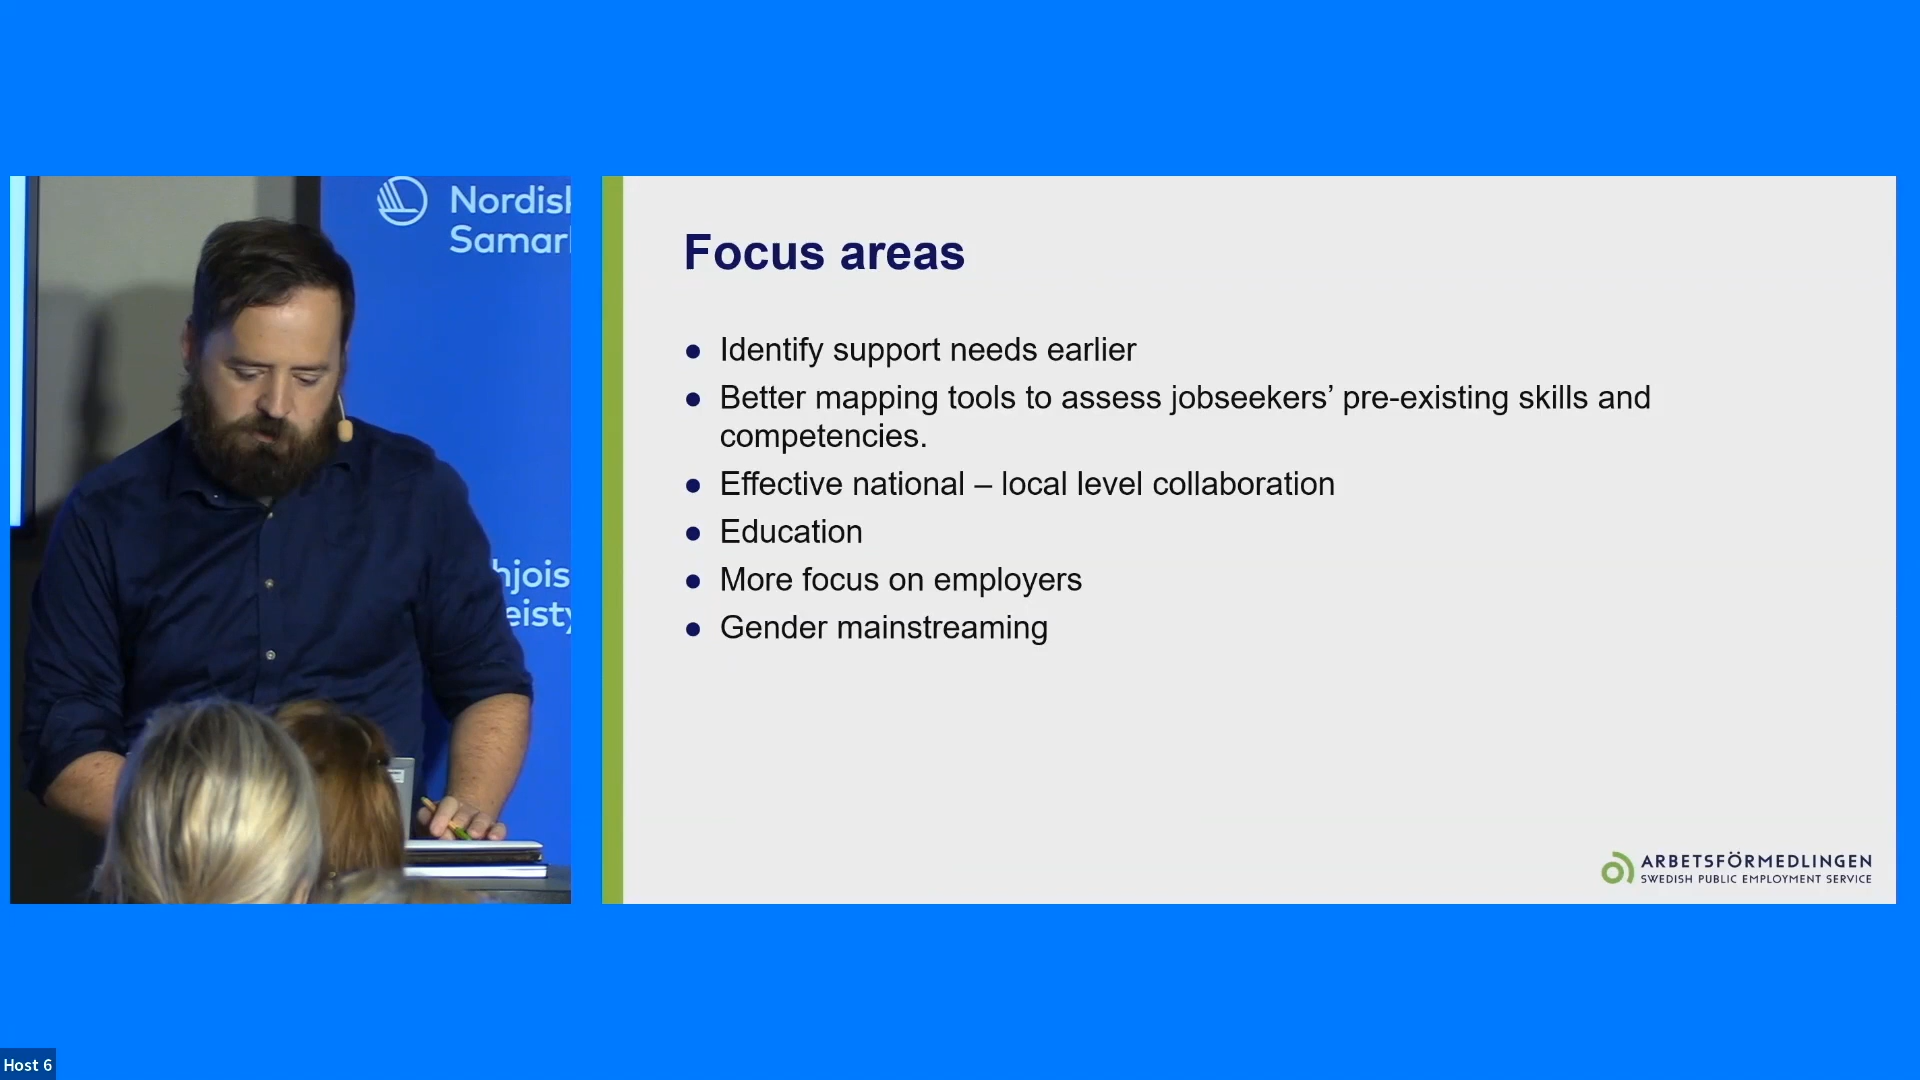 Nordisk
Samar
hjois
eisty
Focus areas
● Identify support needs earlier
● Better mapping tools to assess jobseekers’ pre-existing skills and
competencies.
● Effective national – local level collaboration
● Education
● More focus on employers
● Gender mainstreaming
ARBETSFÖRMEDLINGEN
SWEDISH PUBLIC EMPLOYMENT SERVICE
Host 6